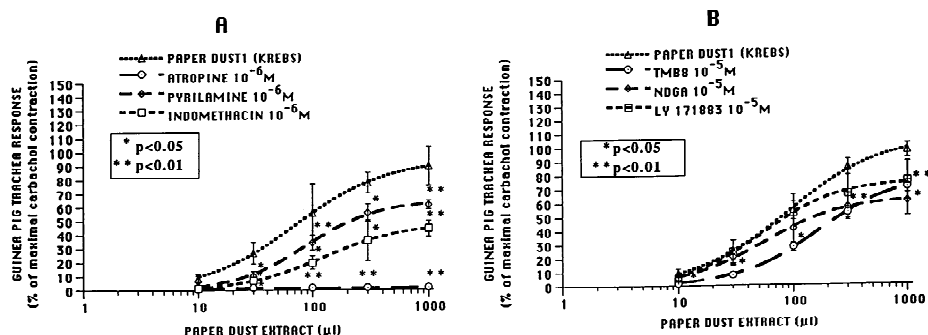 A
PAPER DUST1 (KREBS)
ATROPINE 10⁻⁶M
PYRILAMINE 10⁻⁶M
INDOMETHACIN 10⁻⁶M
* p<0.05
** p<0.01
GUINEA PIG TRACHEA RESPONSE
(% of maximal carbachol contraction)
150
140
130
120
110
100
90
80
70
60
50
40
30
20
10
0
1
10
100
1000
PAPER DUST EXTRACT (µl)
B
PAPER DUST1 (KREBS)
TMB8 10⁻⁵M
NDGA 10⁻⁵M
LY 171883 10⁻⁵M
* p<0.05
** p<0.01
GUINEA PIG TRACHEA RESPONSE
(% of maximal carbachol contraction)
150
140
130
120
110
100
90
80
70
60
50
40
30
20
10
0
1
10
100
1000
PAPER DUST EXTRACT (µl)